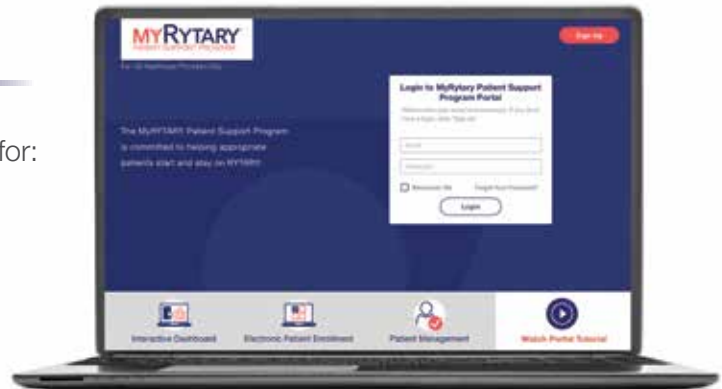 for:
MYRYTARY
PATIENT SUPPORT PROGRAM
For US Healthcare Providers Only
Sign Up
The MyRYTARY Patient Support Program
is committed to helping appropriate
patients start and stay on RYTARY.
Login to MyRytary Patient Support
Program Portal
Email
Password
Remember Me
Forgot Your Password?
Login
Interactive Dashboard
Electronic Patient Enrollment
Patient Management
Watch Portal Tutorial